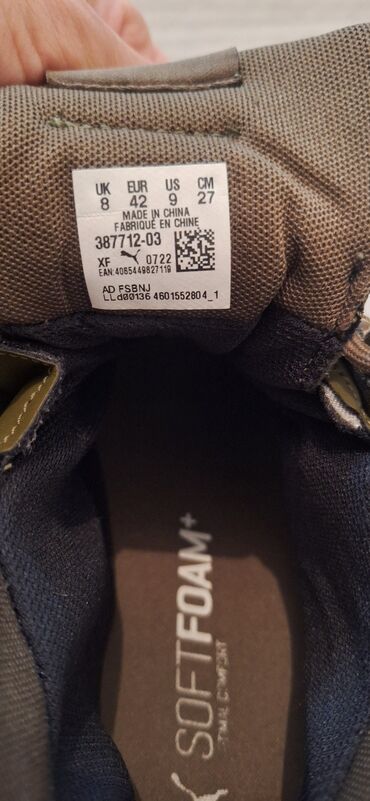 UK EUR US CM
8 42 9 27
MADE IN CHINA
FABRIQUÉ EN CHINE
387712-03
XF 0722
EAN: 4065449827119
AD FSBNJ
LLd00136 4601552804_1
SOFTFOAM+
COMFORT